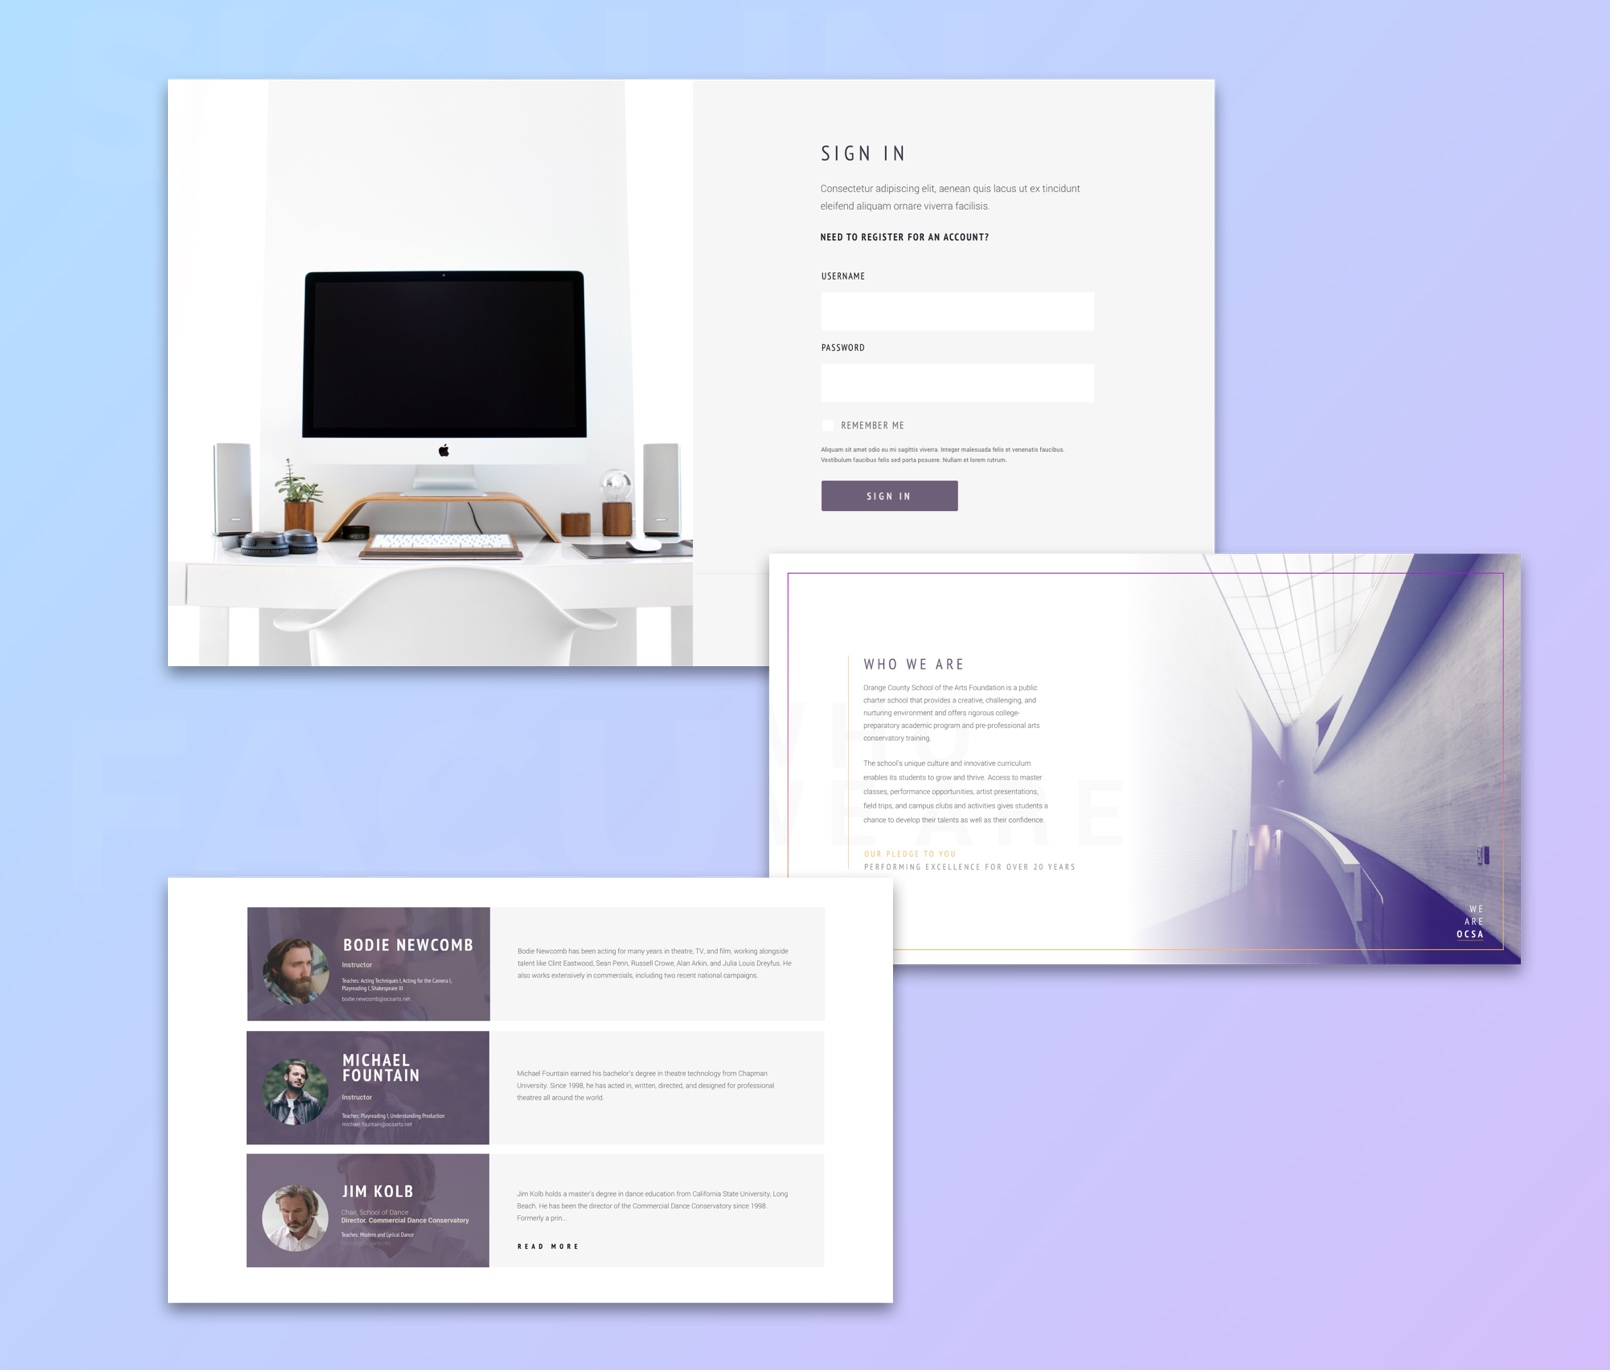 SIGN IN
Consectetur adipiscing elit, aenean quis lacus ut ex tincidunt
eleifend aliquam ornare viverra facilisis.
NEED TO REGISTER FOR AN ACCOUNT?
USERNAME
PASSWORD
REMEMBER ME
Aliquam sit amet odio eu mi sagittis viverra. Integer malesuada felis et venenatis faucibus.
Vestibulum faucibus felis sed porta posuere. Nullam et lorem rutrum.
SIGN IN
WHO WE ARE
Orange County School of the Arts Foundation is a public
charter school that provides a creative, challenging, and
nurturing environment and offers rigorous college-
preparatory academic program and pre-professional arts
conservatory training.
The school's unique culture and innovative curriculum
enables its students to grow and thrive. Access to master
classes, performance opportunities, artist presentations,
field trips, and campus clubs and activities gives students a
chance to develop their talents as well as their confidence.
OUR PLEDGE TO YOU
PERFORMING EXCELLENCE FOR OVER 20 YEARS
WE
ARE
OCSA
WHO
WE ARE
BODIE NEWCOMB
Instructor
Teaches: Acting Techniques I, Acting for the Camera I,
Playreading I, Shakespeare III
bodie.newcomb@ocsarts.net
Bodie Newcomb has been acting for many years in theatre, TV, and film, working alongside
talent like Clint Eastwood, Sean Penn, Russell Crowe, Alan Arkin, and Julia Louis Dreyfus. He
also works extensively in commercials, including two recent national campaigns.
MICHAEL
FOUNTAIN
Instructor
Teaches: Playreading I, Understanding Production
michael.fountain@ocsarts.net
Michael Fountain earned his bachelor's degree in theatre technology from Chapman
University. Since 1998, he has acted in, written, directed, and designed for professional
theatres all around the world.
JIM KOLB
Chair, School of Dance
Director, Commercial Dance Conservatory
Teaches: Modern and Lyrical Dance
Jim Kolb holds a master's degree in dance education from California State University, Long
Beach. He has been the director of the Commercial Dance Conservatory since 1998.
Formerly a prin...
READ MORE